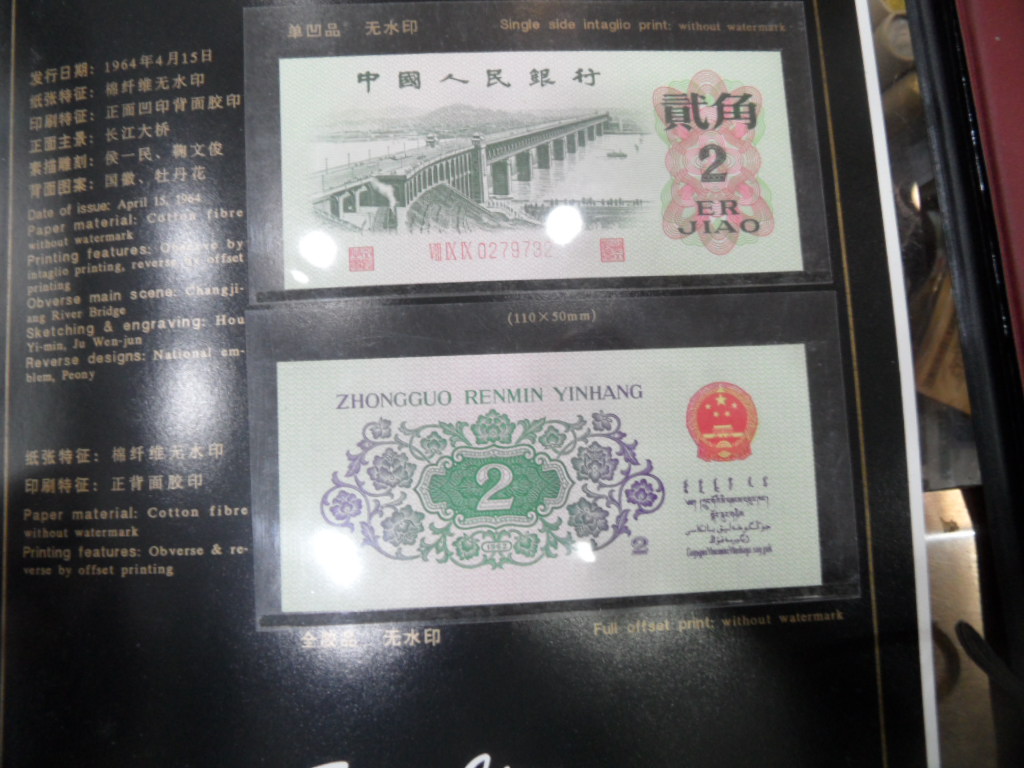 单凹品 无水印
Single side intaglio print; without watermark
发行日期：1964年4月15日
纸张特征：棉纤维无水印
印刷特征：正面凹印背面胶印
正面主景：长江大桥
素描雕刻：侯一民、鞠文俊
背面图案：国徽、牡丹花
Date of issue: April 15, 1964
Paper material: Cotton fibre
without watermark
Printing features: Obverse by
intaglio printing, reverse by offset
printing
Obverse main scene: Changji-
ang River Bridge
Sketching & engraving: Hou
Yi-min, Ju Wen-jun
Reverse designs: National em-
blem, Peony
中國人民銀行
貳角
2
ER
JIAO
ⅧⅨⅨ 0279732
(110×50mm)
纸张特征：棉纤维无水印
印刷特征：正背面胶印
Paper material: Cotton fibre
without watermark
Printing features: Obverse & re-
verse by offset printing
ZHONGGUO RENMIN YINHANG
2
1962
2
全胶品 无水印
Full offset print; without watermark